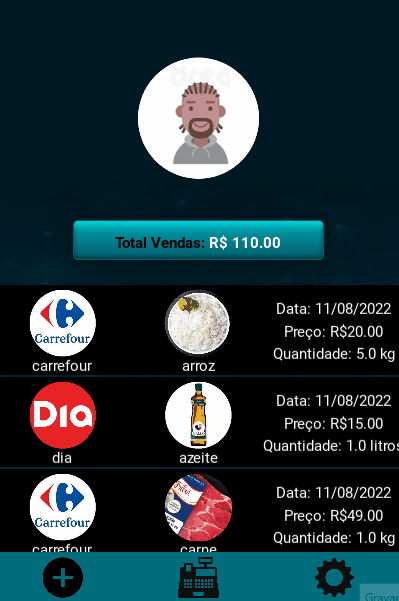 Total Vendas: R$ 110.00
Carrefour
carrefour
arroz
Data: 11/08/2022
Preço: R$20.00
Quantidade: 5.0 kg
Dia
dia
azeite
Data: 11/08/2022
Preço: R$15.00
Quantidade: 1.0 litros
Carrefour
carrefour
carne
Data: 11/08/2022
Preço: R$49.00
Quantidade: 1.0 kg